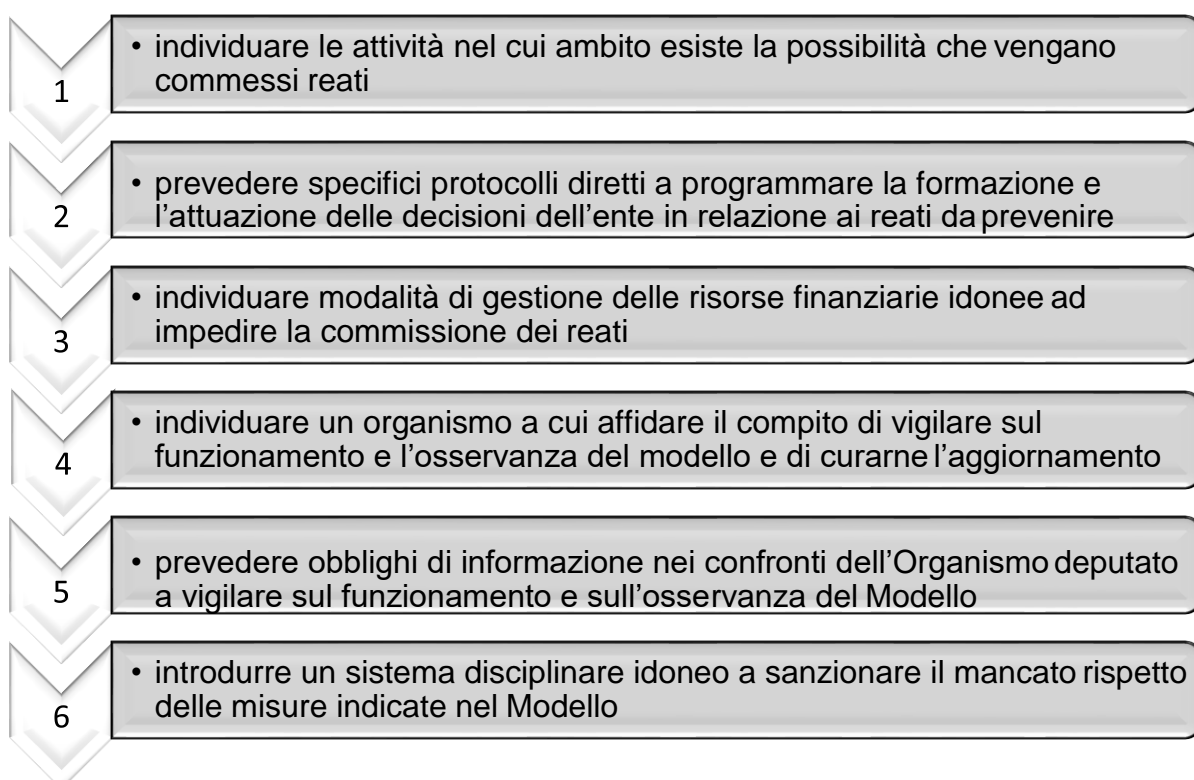 1
• individuare le attività nel cui ambito esiste la possibilità che vengano
commessi reati
2
• prevedere specifici protocolli diretti a programmare la formazione e
l’attuazione delle decisioni dell’ente in relazione ai reati da prevenire
3
• individuare modalità di gestione delle risorse finanziarie idonee ad
impedire la commissione dei reati
4
• individuare un organismo a cui affidare il compito di vigilare sul
funzionamento e l’osservanza del modello e di curarne l’aggiornamento
5
• prevedere obblighi di informazione nei confronti dell’Organismo deputato
a vigilare sul funzionamento e sull’osservanza del Modello
6
• introdurre un sistema disciplinare idoneo a sanzionare il mancato rispetto
delle misure indicate nel Modello